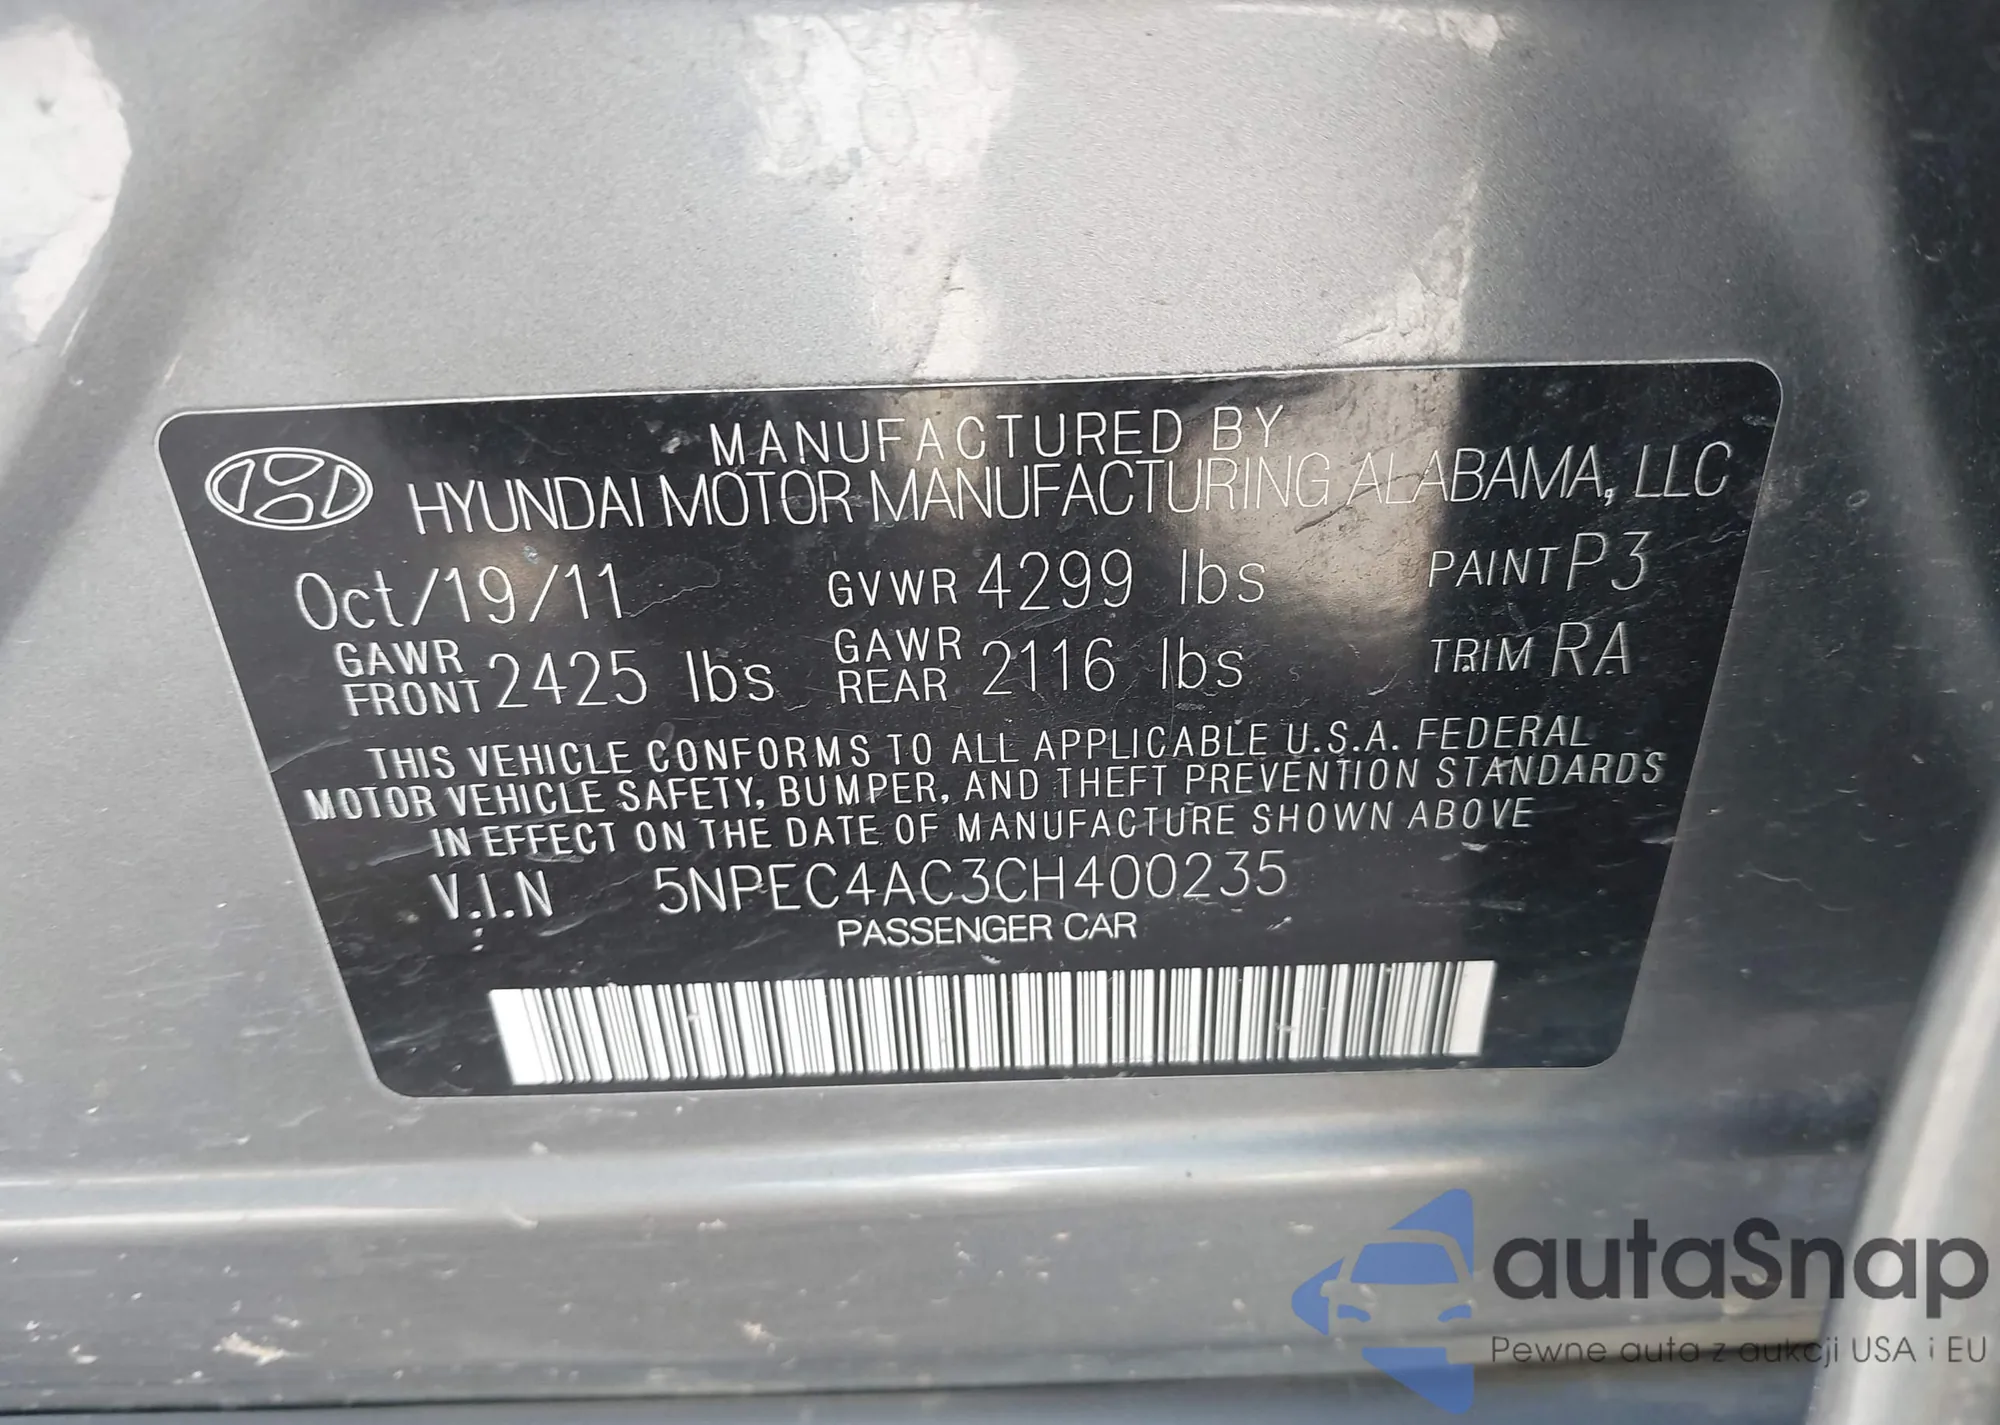 MANUFACTURED BY
HYUNDAI MOTOR MANUFACTURING ALABAMA, LLC
Oct/19/11 GVWR 4299 lbs PAINT P3
GAWR FRONT 2425 lbs GAWR REAR 2116 lbs TRIM RA
THIS VEHICLE CONFORMS TO ALL APPLICABLE U.S.A. FEDERAL
MOTOR VEHICLE SAFETY, BUMPER, AND THEFT PREVENTION STANDARDS
IN EFFECT ON THE DATE OF MANUFACTURE SHOWN ABOVE
V.I.N : 5NPEC4AC3CH400235
PASSENGER CAR
autaSnap
Pewne auta z aukcji USA i EU